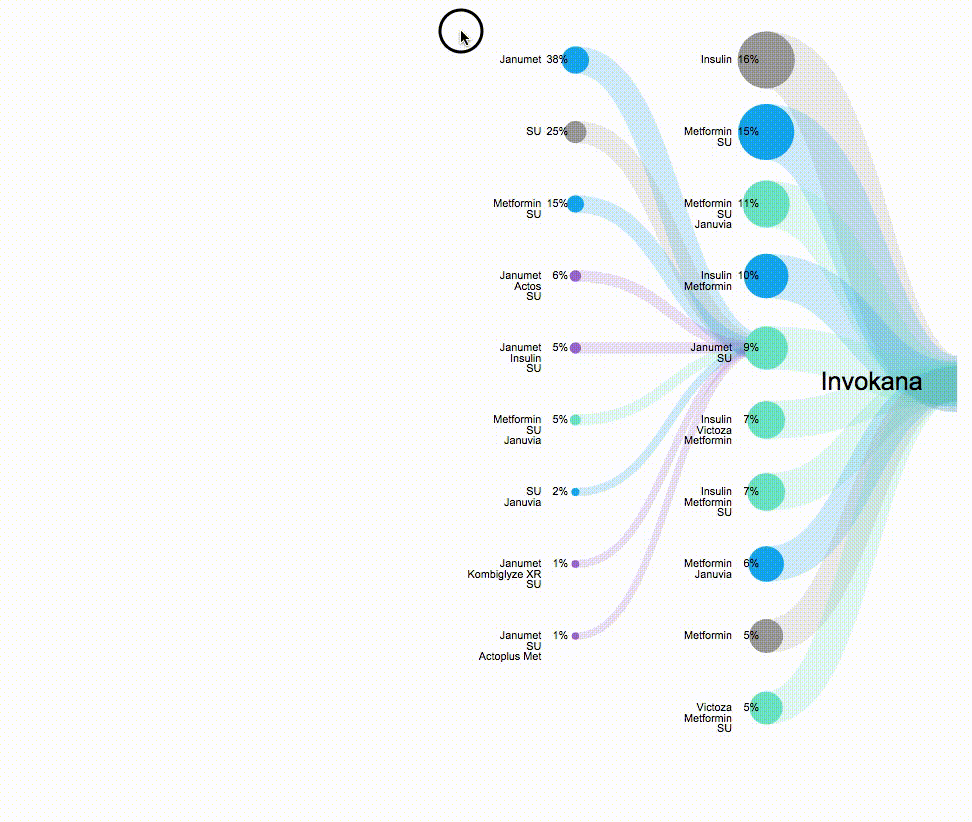 Janumet 38%
SU 25%
Metformin 15%
SU
Janumet 6%
Actos
SU
Janumet 5%
Insulin
SU
Metformin 5%
SU
Januvia
SU 2%
Januvia
Janumet 1%
Kombiglyze XR
SU
Janumet 1%
SU
Actoplus Met
Insulin 16%
Metformin 15%
SU
Metformin 11%
SU
Januvia
Insulin 10%
Metformin
Janumet 9%
SU
Insulin 7%
Victoza
Metformin
Insulin 7%
Metformin
SU
Metformin 6%
Januvia
Metformin 5%
Victoza 5%
Metformin
SU
Invokana